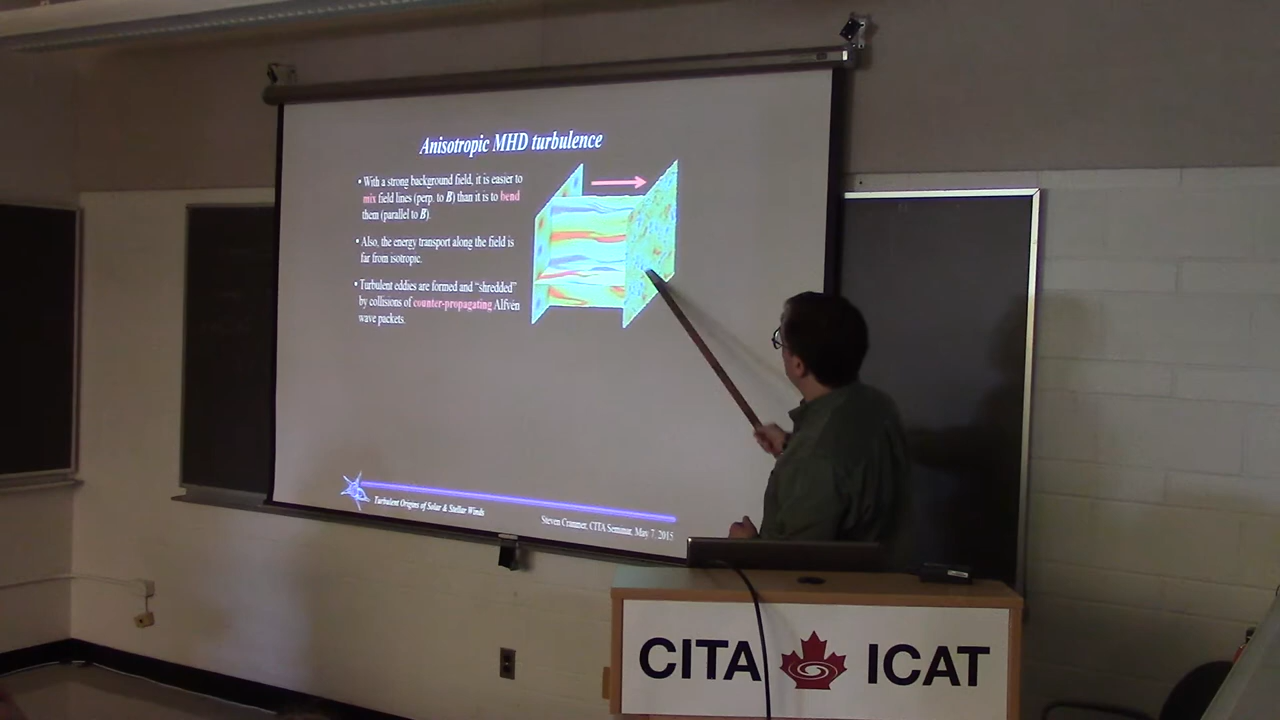 Anisotropic MHD turbulence
• With a strong background field, it is easier to
mix field lines (perp. to B) than it is to bend
them (parallel to B).
• Also, the energy transport along the field is
far from isotropic.
• Turbulent eddies are formed and “shredded”
by collisions of counter-propagating Alfvén
wave packets.
Turbulent Origins of Solar & Stellar Winds
Steven Cranmer, CITA Seminar, May 7, 2015
CITA ICAT